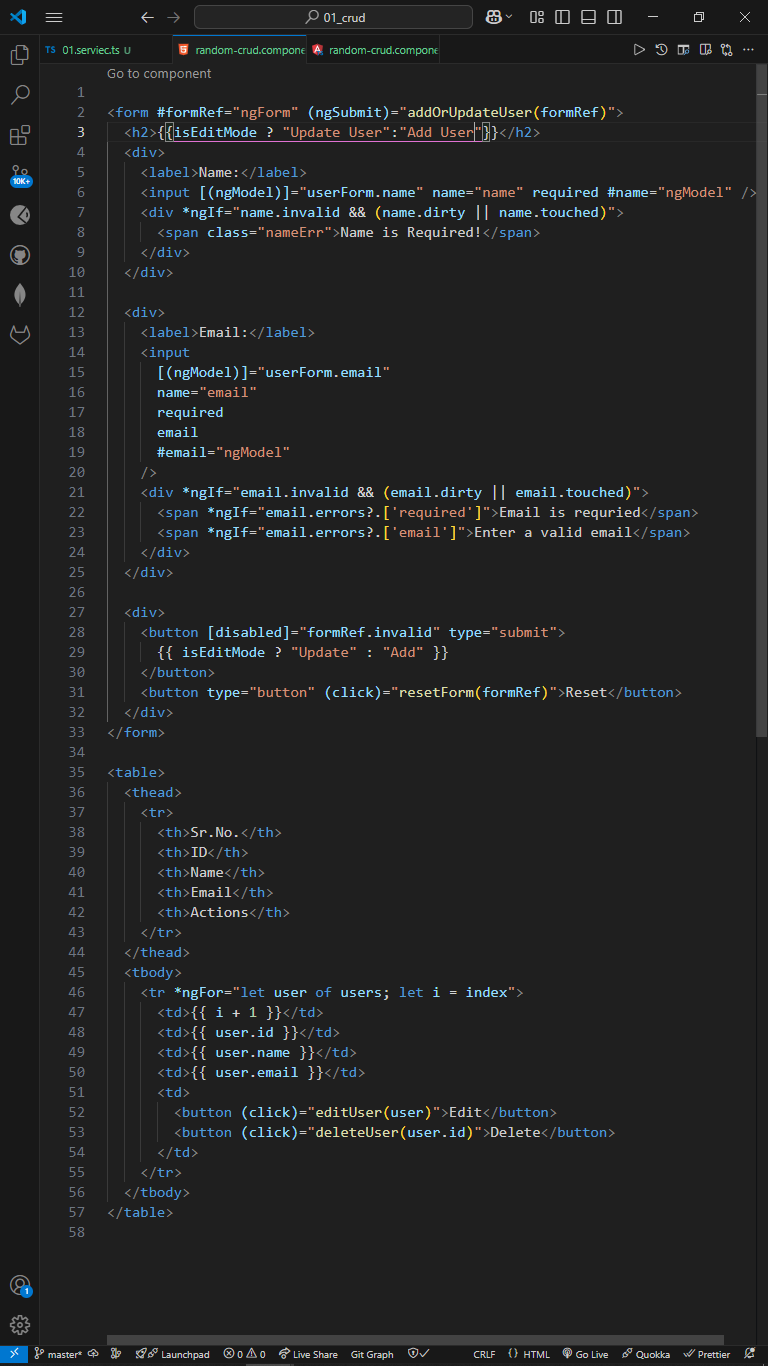 01_crud
TS 01.serviec.ts U
random-crud.compone
random-crud.compone
Go to component
1
2 <form #formRef="ngForm" (ngSubmit)="addOrUpdateUser(formRef)">
3 <h2>{{isEditMode ? "Update User":"Add User"}}</h2>
4 <div>
5 <label>Name:</label>
6 <input [(ngModel)]="userForm.name" name="name" required #name="ngModel" />
7 <div *ngIf="name.invalid && (name.dirty || name.touched)">
8 <span class="nameErr">Name is Required!</span>
9 </div>
10 </div>
11
12 <div>
13 <label>Email:</label>
14 <input
15 [(ngModel)]="userForm.email"
16 name="email"
17 required
18 email
19 #email="ngModel"
20 />
21 <div *ngIf="email.invalid && (email.dirty || email.touched)">
22 <span *ngIf="email.errors?.['required']">Email is requried</span>
23 <span *ngIf="email.errors?.['email']">Enter a valid email</span>
24 </div>
25 </div>
26
27 <div>
28 <button [disabled]="formRef.invalid" type="submit">
29 {{ isEditMode ? "Update" : "Add" }}
30 </button>
31 <button type="button" (click)="resetForm(formRef)">Reset</button>
32 </div>
33 </form>
34
35 <table>
36 <thead>
37 <tr>
38 <th>Sr.No.</th>
39 <th>ID</th>
40 <th>Name</th>
41 <th>Email</th>
42 <th>Actions</th>
43 </tr>
44 </thead>
45 <tbody>
46 <tr *ngFor="let user of users; let i = index">
47 <td>{{ i + 1 }}</td>
48 <td>{{ user.id }}</td>
49 <td>{{ user.name }}</td>
50 <td>{{ user.email }}</td>
51 <td>
52 <button (click)="editUser(user)">Edit</button>
53 <button (click)="deleteUser(user.id)">Delete</button>
54 </td>
55 </tr>
56 </tbody>
57 </table>
58
10K+
1
master* Launchpad 0 0 Live Share Git Graph CRLF {} HTML Go Live Quokka Prettier